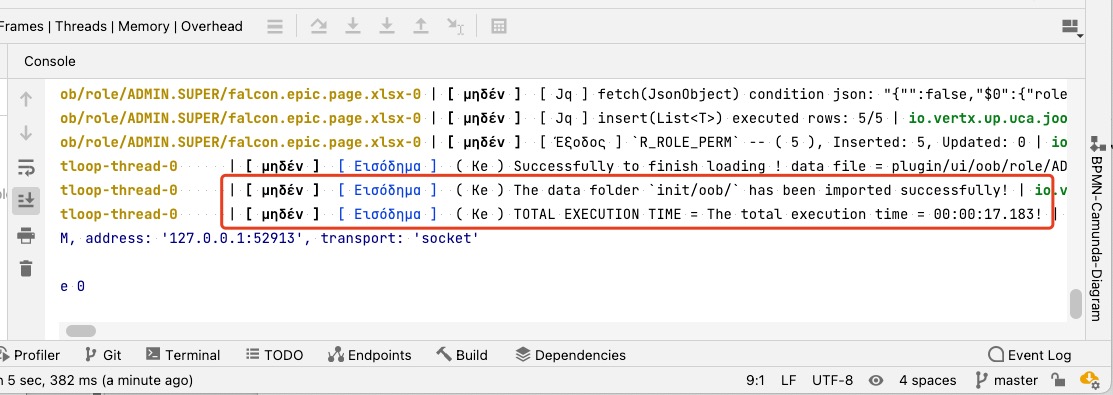 Frames | Threads | Memory | Overhead
Console
ob/role/ADMIN.SUPER/falcon.epic.page.xlsx-0 | [ μηδέν ] [ Jq ] fetch(JsonObject) condition json: "{"":false,"$0":{"role
ob/role/ADMIN.SUPER/falcon.epic.page.xlsx-0 | [ μηδέν ] [ Jq ] insert(List<T>) executed rows: 5/5 | io.vertx.up.uca.joo
ob/role/ADMIN.SUPER/falcon.epic.page.xlsx-0 | [ μηδέν ] [ Έξοδος ] `R_ROLE_PERM` -- ( 5 ), Inserted: 5, Updated: 0 | io
tloop-thread-0 | [ μηδέν ] [ Εισόδημα ] ( Ke ) Successfully to finish loading ! data file = plugin/ui/oob/role/AD
tloop-thread-0 | [ μηδέν ] [ Εισόδημα ] ( Ke ) The data folder `init/oob/` has been imported successfully! | io.v
tloop-thread-0 | [ μηδέν ] [ Εισόδημα ] ( Ke ) TOTAL EXECUTION TIME = The total execution time = 00:00:17.183! |
M, address: '127.0.0.1:52913', transport: 'socket'
e 0
BPMN-Camunda-Diagram
Profiler Git Terminal TODO Endpoints Build Dependencies Event Log
n 5 sec, 382 ms (a minute ago) 9:1 LF UTF-8 4 spaces master